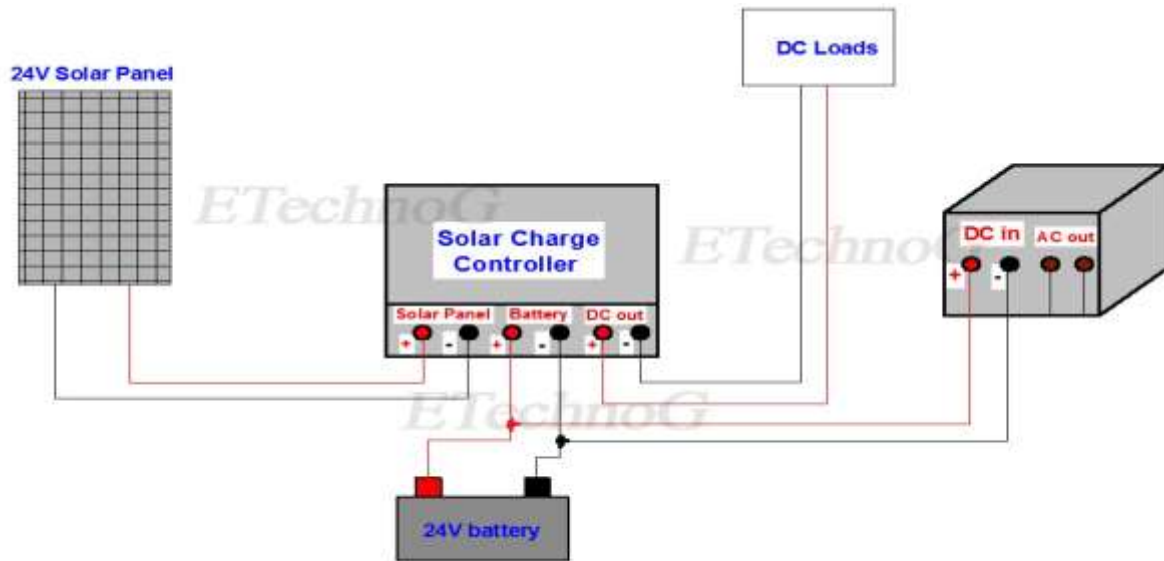 DC Loads
24V Solar Panel
ETechnoG
ETechnoG
Solar Charge
Controller
DC in AC out
+ -
Solar Panel Battery DC out
+ - + - + -
ETechnoG
24V battery